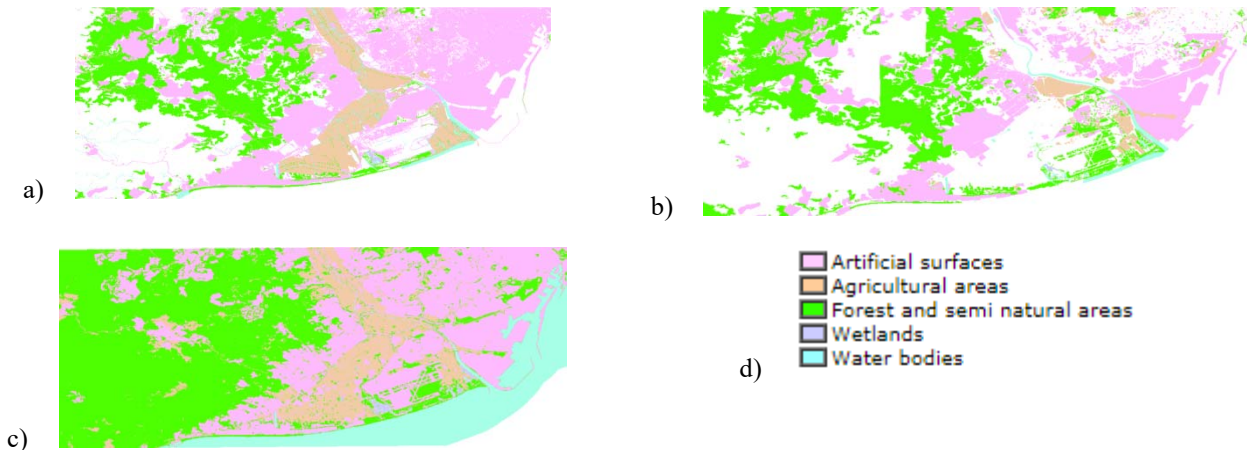 a)
b)
c)
d)
Artificial surfaces
Agricultural areas
Forest and semi natural areas
Wetlands
Water bodies